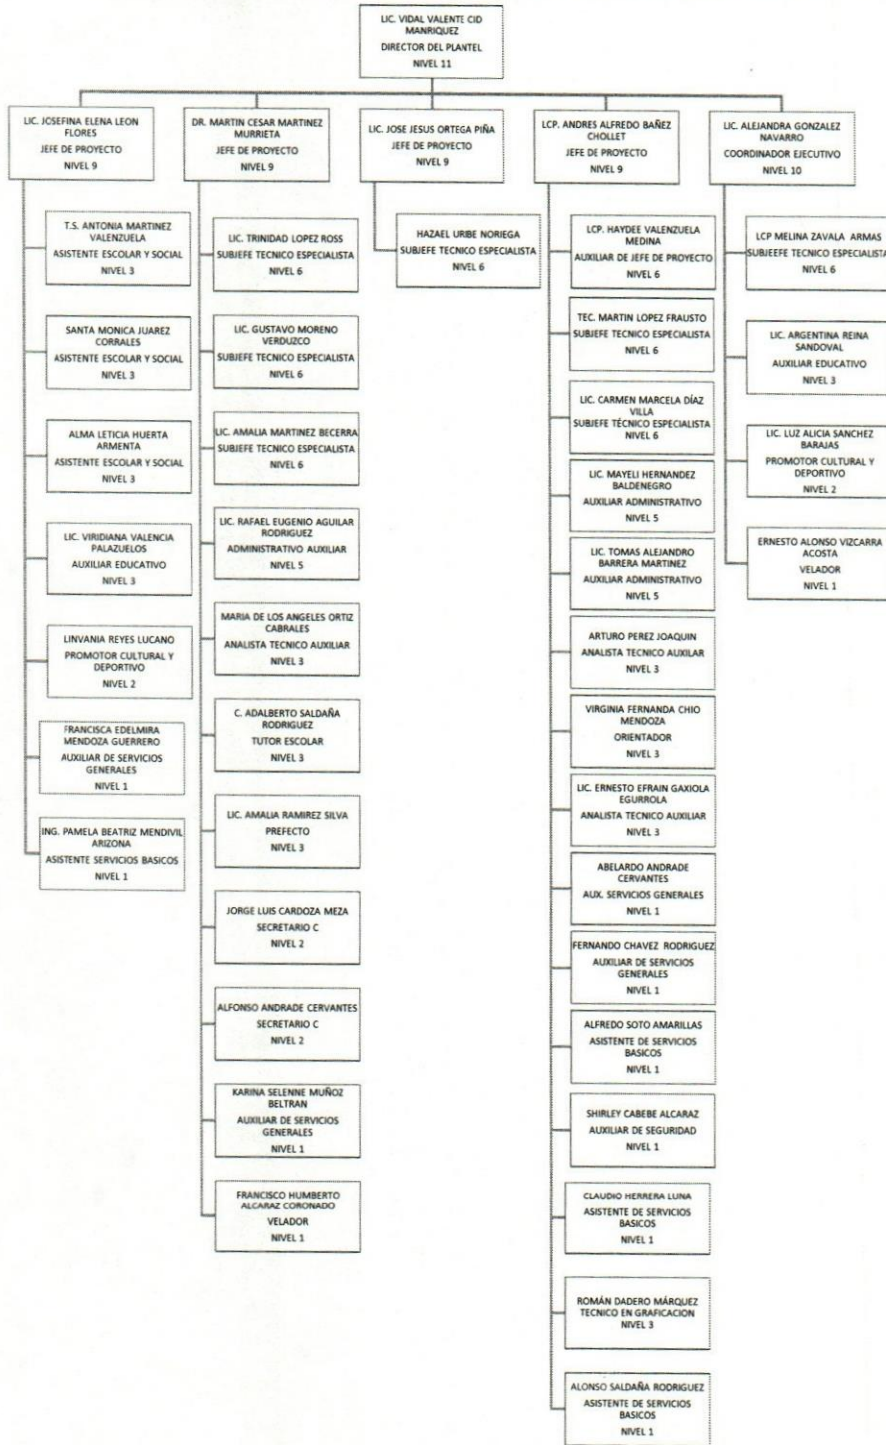 LIC. VIDAL VALENTE CID
MANRIQUEZ
DIRECTOR DEL PLANTEL
NIVEL 11
LIC. JOSEFINA ELENA LEON
FLORES
JEFE DE PROYECTO
NIVEL 9
T.S. ANTONIA MARTINEZ
VALENZUELA
ASISTENTE ESCOLAR Y SOCIAL
NIVEL 3
SANTA MONICA JUAREZ
CORRALES
ASISTENTE ESCOLAR Y SOCIAL
NIVEL 3
ALMA LETICIA HUERTA
ARMENTA
ASISTENTE ESCOLAR Y SOCIAL
NIVEL 3
LIC. VIRIDIANA VALENCIA
PALAZUELOS
AUXILIAR EDUCATIVO
NIVEL 3
LINVANIA REYES LUCANO
PROMOTOR CULTURAL Y
DEPORTIVO
NIVEL 2
FRANCISCA EDELMIRA
MENDOZA GUERRERO
AUXILIAR DE SERVICIOS
GENERALES
NIVEL 1
ING. PAMELA BEATRIZ MENDIVIL
ARIZONA
ASISTENTE SERVICIOS BASICOS
NIVEL 1
DR. MARTIN CESAR MARTINEZ
MURRIETA
JEFE DE PROYECTO
NIVEL 9
LIC. TRINIDAD LOPEZ ROSS
SUBJEFE TECNICO ESPECIALISTA
NIVEL 6
LIC. GUSTAVO MORENO
VERDUZCO
SUBJEFE TECNICO ESPECIALISTA
NIVEL 6
LIC. AMALIA MARTINEZ BECERRA
SUBJEFE TECNICO ESPECIALISTA
NIVEL 6
LIC. RAFAEL EUGENIO AGUILAR
RODRIGUEZ
ADMINISTRATIVO AUXILIAR
NIVEL 5
MARIA DE LOS ANGELES ORTIZ
CABRALES
ANALISTA TECNICO AUXILIAR
NIVEL 3
C. ADALBERTO SALDAÑA
RODRIGUEZ
TUTOR ESCOLAR
NIVEL 3
LIC. AMALIA RAMIREZ SILVA
PREFECTO
NIVEL 3
JORGE LUIS CARDOZA MEZA
SECRETARIO C
NIVEL 2
ALFONSO ANDRADE CERVANTES
SECRETARIO C
NIVEL 2
KARINA SELENNE MUÑOZ
BELTRAN
AUXILIAR DE SERVICIOS
GENERALES
NIVEL 1
FRANCISCO HUMBERTO
ALCARAZ CORONADO
VELADOR
NIVEL 1
LIC. JOSE JESUS ORTEGA PIÑA
JEFE DE PROYECTO
NIVEL 9
HAZAEL URIBE NORIEGA
SUBJEFE TECNICO ESPECIALISTA
NIVEL 6
LCP. ANDRES ALFREDO BAÑEZ
CHOLLET
JEFE DE PROYECTO
NIVEL 9
LCP. HAYDEE VALENZUELA
MEDINA
AUXILIAR DE JEFE DE PROYECTO
NIVEL 6
TEC. MARTIN LOPEZ FRAUSTO
SUBJEFE TECNICO ESPECIALISTA
NIVEL 6
LIC. CARMEN MARCELA DÍAZ
VILLA
SUBJEFE TÉCNICO ESPECIALISTA
NIVEL 6
LIC. MAYELI HERNANDEZ
BALDENEGRO
AUXILIAR ADMINISTRATIVO
NIVEL 5
LIC. TOMAS ALEJANDRO
BARRERA MARTINEZ
AUXILIAR ADMINISTRATIVO
NIVEL 5
ARTURO PEREZ JOAQUIN
ANALISTA TECNICO AUXILAR
NIVEL 3
VIRGINIA FERNANDA CHIO
MENDOZA
ORIENTADOR
NIVEL 3
LIC. ERNESTO EFRAIN GAXIOLA
EGURROLA
ANALISTA TECNICO AUXILIAR
NIVEL 3
ABELARDO ANDRADE
CERVANTES
AUX. SERVICIOS GENERALES
NIVEL 1
FERNANDO CHAVEZ RODRIGUEZ
AUXILIAR DE SERVICIOS
GENERALES
NIVEL 1
ALFREDO SOTO AMARILLAS
ASISTENTE DE SERVICIOS
BASICOS
NIVEL 1
SHIRLEY CABEBE ALCARAZ
AUXILIAR DE SEGURIDAD
NIVEL 1
CLAUDIO HERRERA LUNA
ASISTENTE DE SERVICIOS
BASICOS
NIVEL 1
ROMÁN DADERO MÁRQUEZ
TECNICO EN GRAFICACION
NIVEL 3
ALONSO SALDAÑA RODRIGUEZ
ASISTENTE DE SERVICIOS
BASICOS
NIVEL 1
LIC. ALEJANDRA GONZALEZ
NAVARRO
COORDINADOR EJECUTIVO
NIVEL 10
LCP MELINA ZAVALA ARMAS
SUBJEEFE TECNICO ESPECIALISTA
NIVEL 6
LIC. ARGENTINA REINA
SANDOVAL
AUXILIAR EDUCATIVO
NIVEL 3
LIC. LUZ ALICIA SANCHEZ
BARAJAS
PROMOTOR CULTURAL Y
DEPORTIVO
NIVEL 2
ERNESTO ALONSO VIZCARRA
ACOSTA
VELADOR
NIVEL 1